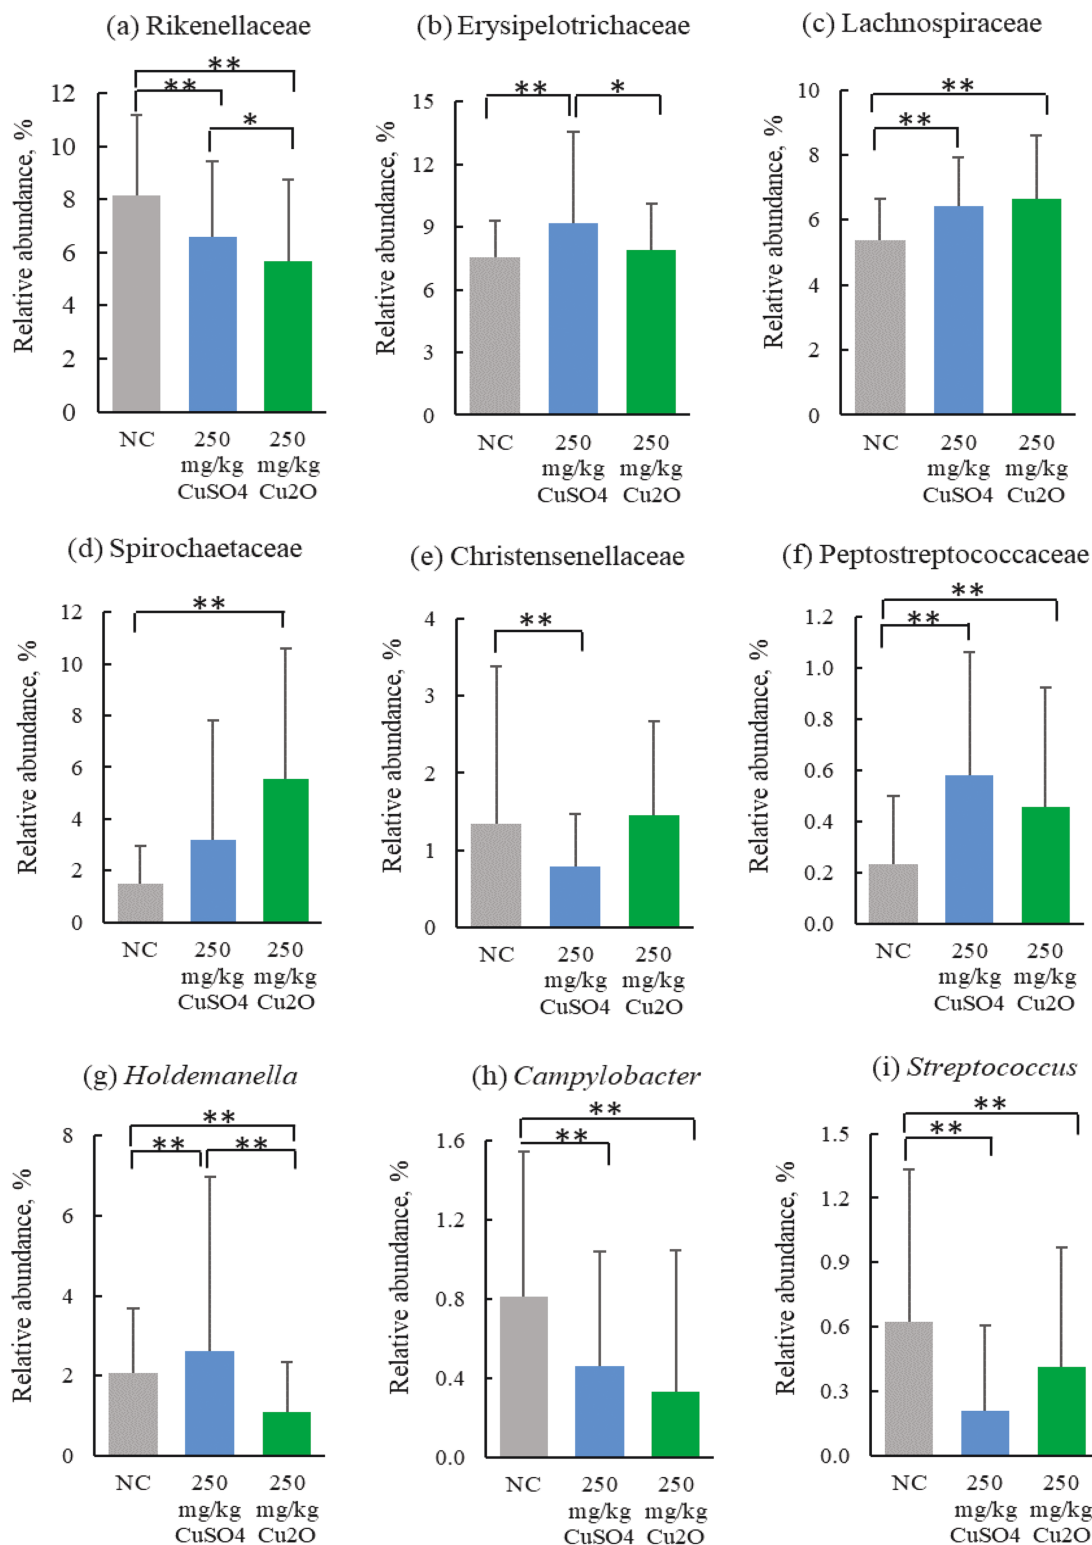 (a) Rikenellaceae
Relative abundance, %
12
10
8
6
4
2
0
**
**
*
NC
250
mg/kg
CuSO4
250
mg/kg
Cu2O
(b) Erysipelotrichaceae
Relative abundance, %
15
12
9
6
3
0
**
*
NC
250
mg/kg
CuSO4
250
mg/kg
Cu2O
(c) Lachnospiraceae
Relative abundance, %
10
8
6
4
2
0
**
**
NC
250
mg/kg
CuSO4
250
mg/kg
Cu2O
(d) Spirochaetaceae
Relative abundance, %
12
10
8
6
4
2
0
**
NC
250
mg/kg
CuSO4
250
mg/kg
Cu2O
(e) Christensenellaceae
Relative abundance, %
4
3
2
1
0
**
NC
250
mg/kg
CuSO4
250
mg/kg
Cu2O
(f) Peptostreptococcaceae
Relative abundance, %
1.2
1.0
0.8
0.6
0.4
0.2
0.0
**
**
NC
250
mg/kg
CuSO4
250
mg/kg
Cu2O
(g) Holdemanella
Relative abundance, %
8
6
4
2
0
**
**
**
NC
250
mg/kg
CuSO4
250
mg/kg
Cu2O
(h) Campylobacter
Relative abundance, %
1.6
1.2
0.8
0.4
0.0
**
**
NC
250
mg/kg
CuSO4
250
mg/kg
Cu2O
(i) Streptococcus
Relative abundance, %
1.5
1.2
0.9
0.6
0.3
0.0
**
**
NC
250
mg/kg
CuSO4
250
mg/kg
Cu2O